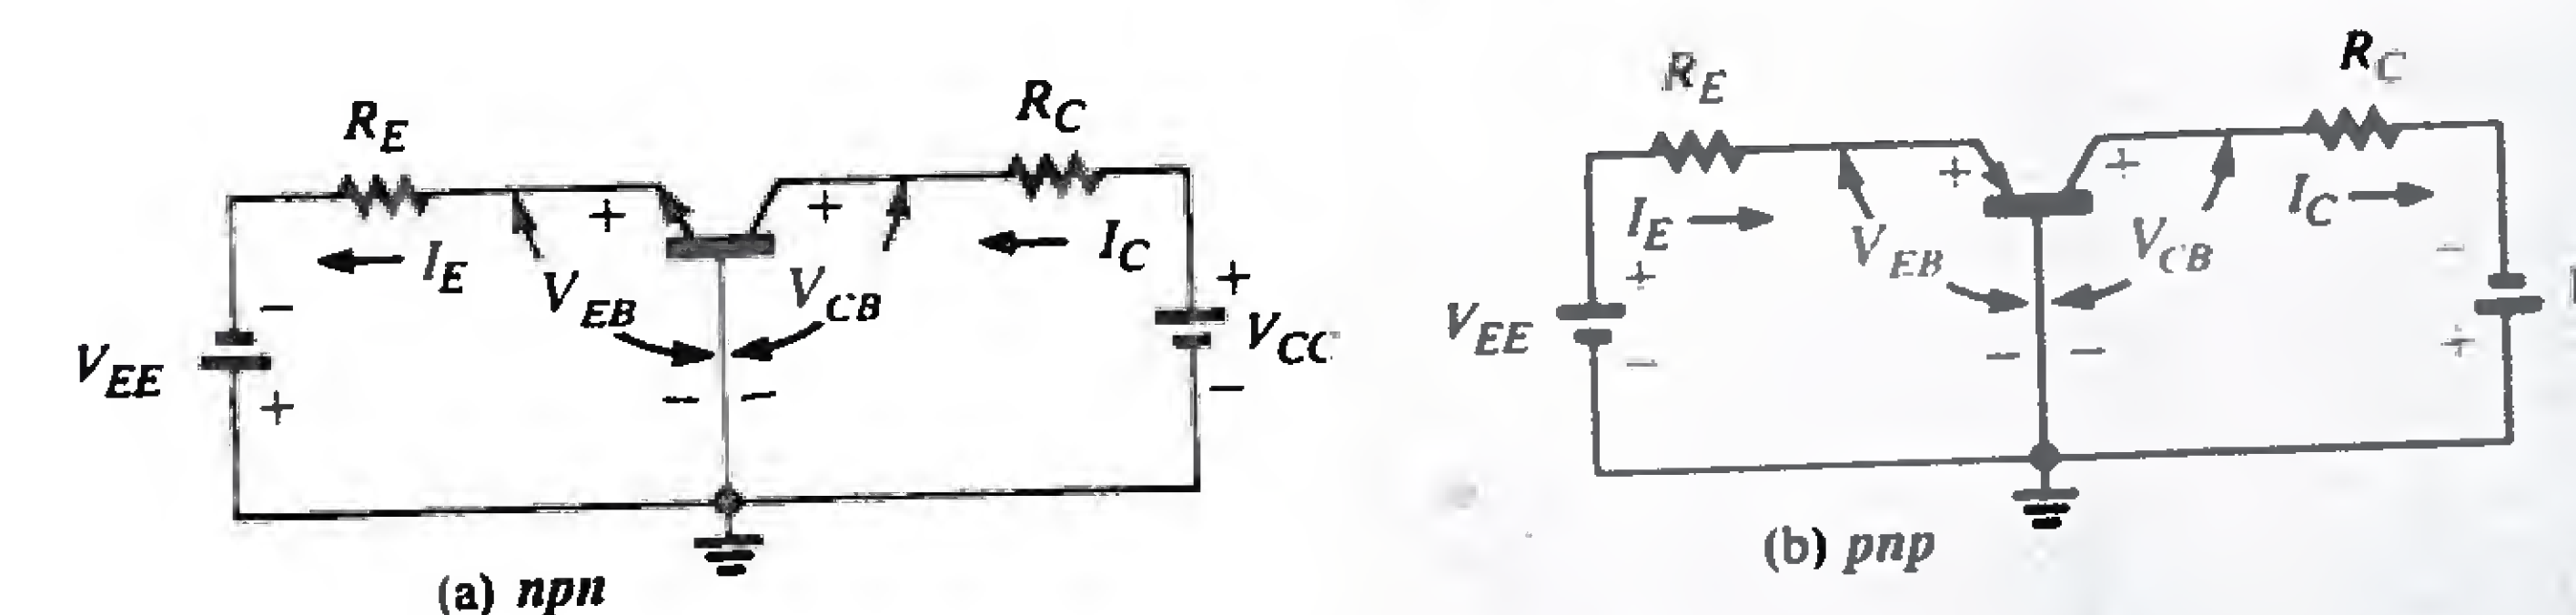 R_E
R_C
I_E
I_C
V_EB
V_CB
V_EE
V_CC
+
-
+
-
-
+
+
-
(a) npn
R_E
R_C
I_E
I_C
V_EB
V_CB
V_EE
+
-
+
-
+
-
-
+
(b) pnp